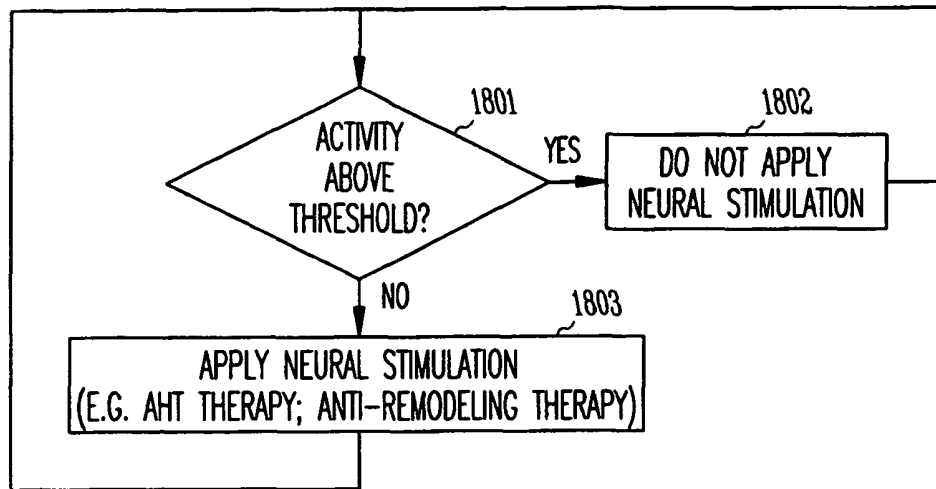 1801
ACTIVITY
ABOVE
THRESHOLD?
YES
1802
DO NOT APPLY
NEURAL STIMULATION
NO
1803
APPLY NEURAL STIMULATION
(E.G. AHT THERAPY; ANTI-REMODELING THERAPY)